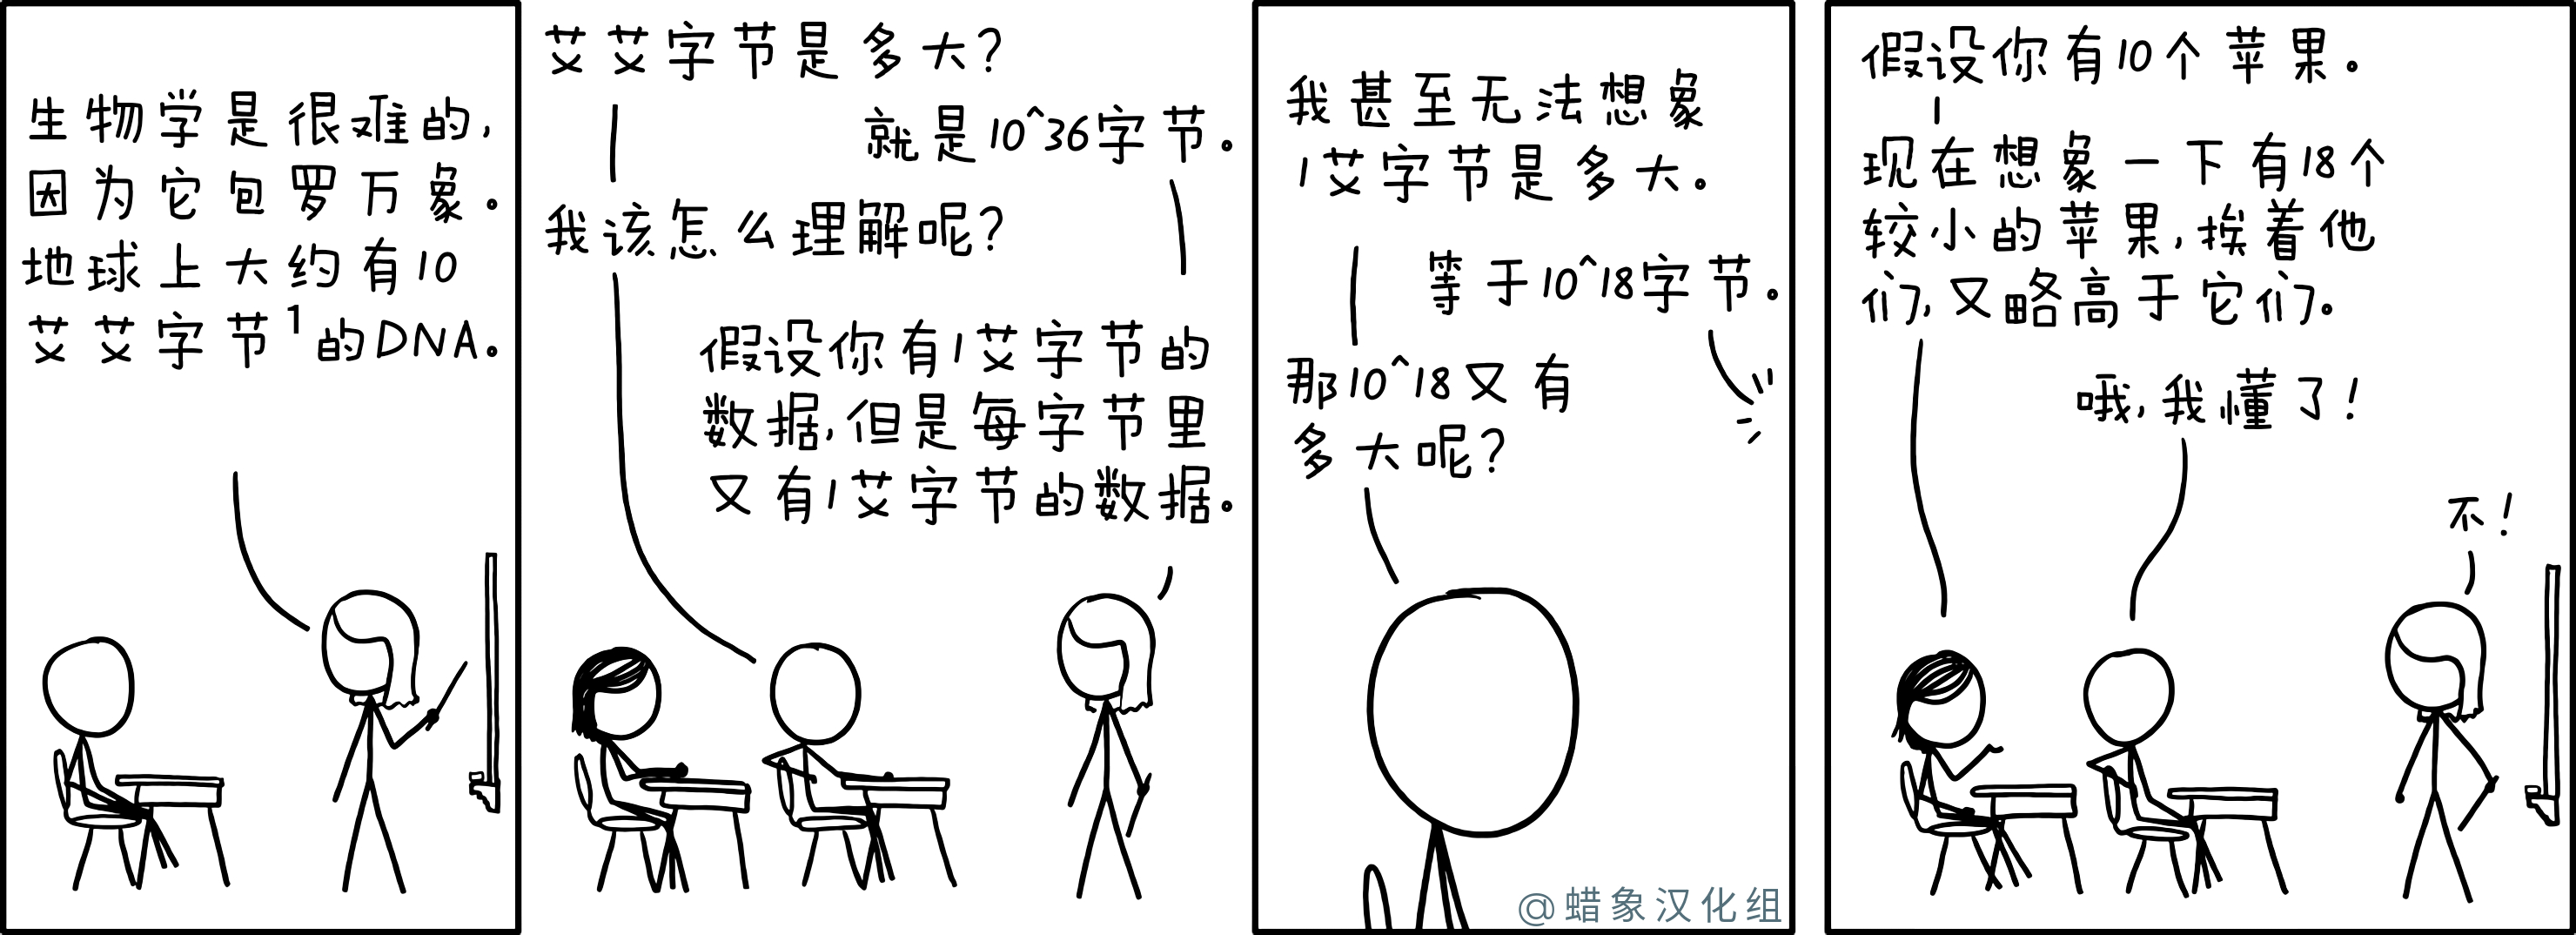 生物学是很难的,
因为它包罗万象。
地球上大约有10
艾艾字节1的DNA。
艾艾字节是多大?
就是10^36字节。
我该怎么理解呢?
假设你有1艾字节的
数据,但是每字节里
又有1艾字节的数据。
我甚至无法想象
1艾字节是多大。
等于10^18字节。
那10^18又有
多大呢?
@蜡象汉化组
假设你有10个苹果。
现在想象一下有18个
较小的苹果,挨着他
们,又略高于它们。
哦,我懂了!
不!